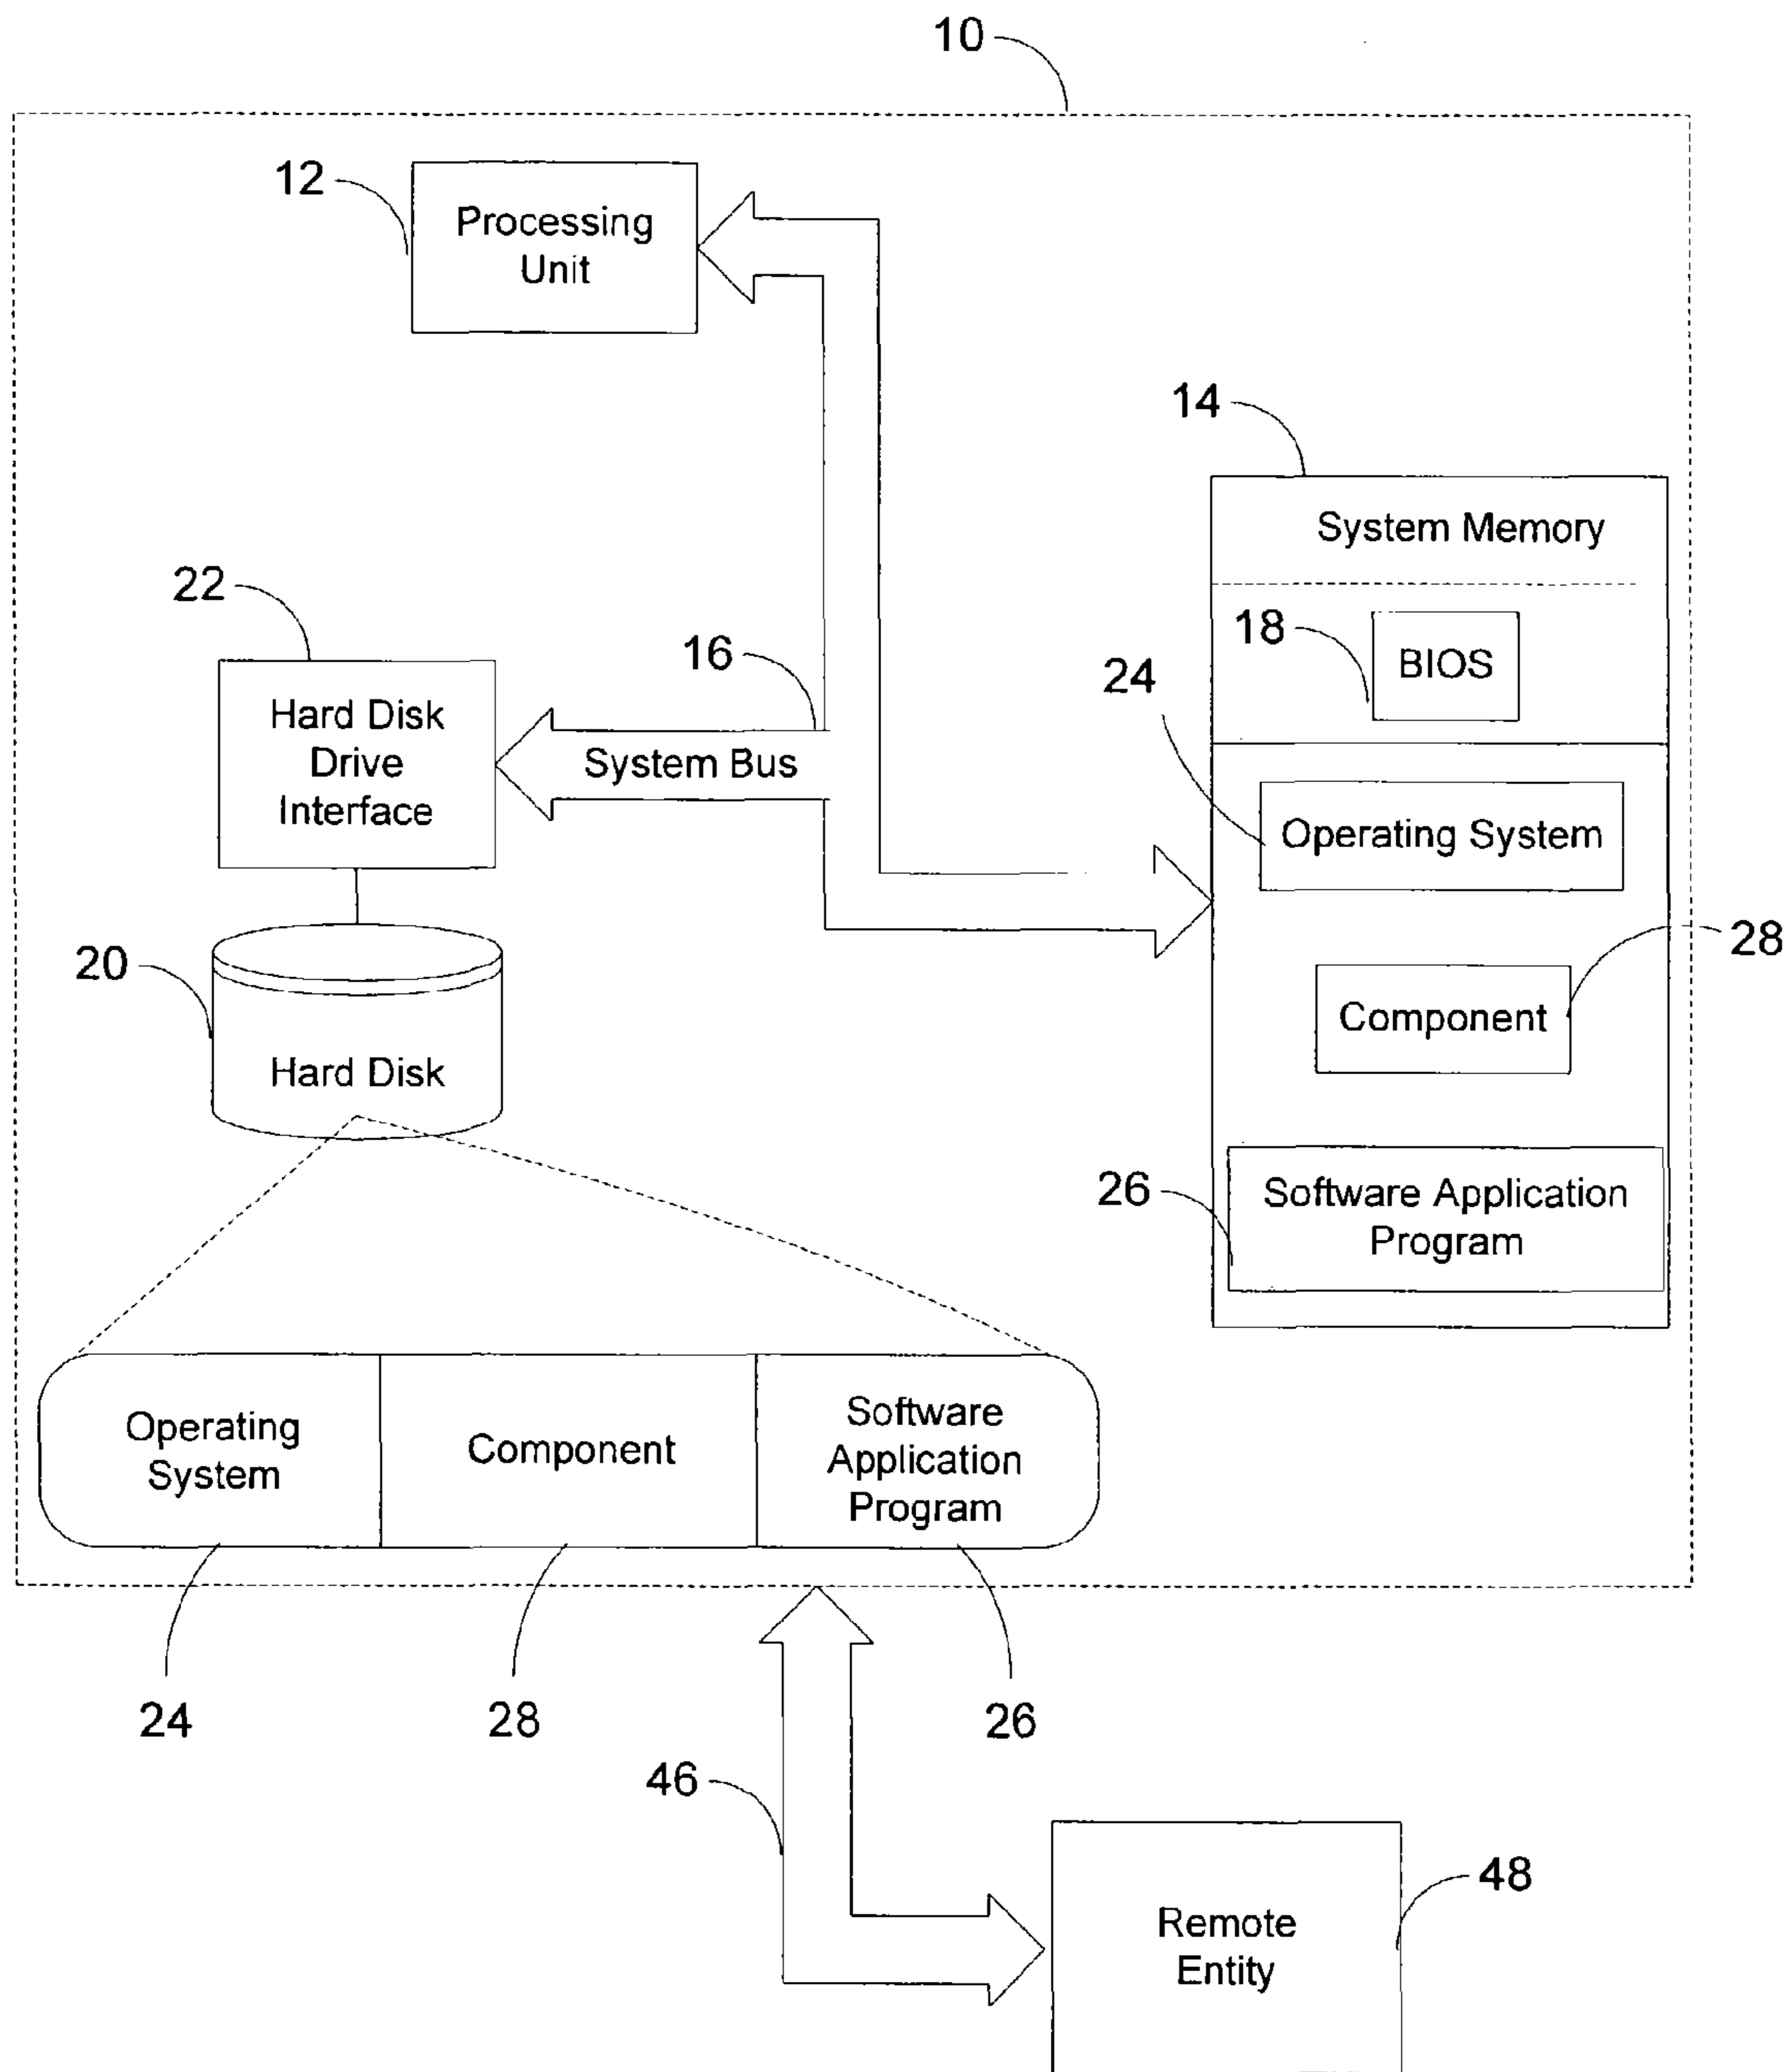 10
12
Processing
Unit
14
System Memory
22
18
BIOS
16
24
Hard Disk
Drive
Interface
System Bus
Operating System
28
20
Component
Hard Disk
26
Software Application
Program
Operating
System
Component
Software
Application
Program
24
28
26
46
48
Remote
Entity